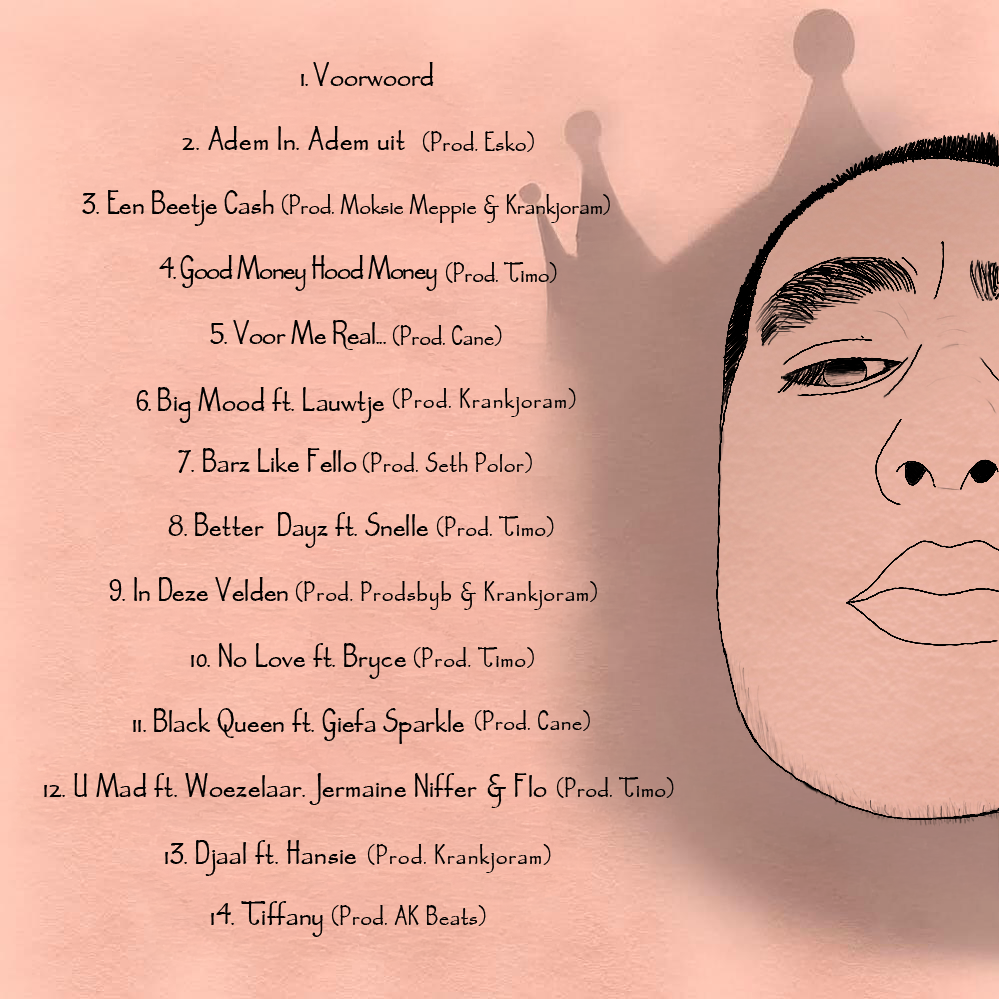 1. Voorwoord
2. Adem In. Adem uit (Prod. Esko)
3. Een Beetje Cash (Prod. Moksie Meppie & Krankjoram)
4. Good Money Hood Money (Prod. Timo)
5. Voor Me Real... (Prod. Cane)
6. Big Mood ft. Lauwtje (Prod. Krankjoram)
7. Barz Like Fello (Prod. Seth Polor)
8. Better Dayz ft. Snelle (Prod. Timo)
9. In Deze Velden (Prod. Prodsbyb & Krankjoram)
10. No Love ft. Bryce (Prod. Timo)
11. Black Queen ft. Giefa Sparkle (Prod. Cane)
12. U Mad ft. Woezelaar. Jermaine Niffer & Flo (Prod. Timo)
13. Djaal ft. Hansie (Prod. Krankjoram)
14. Tiffany (Prod. AK Beats)